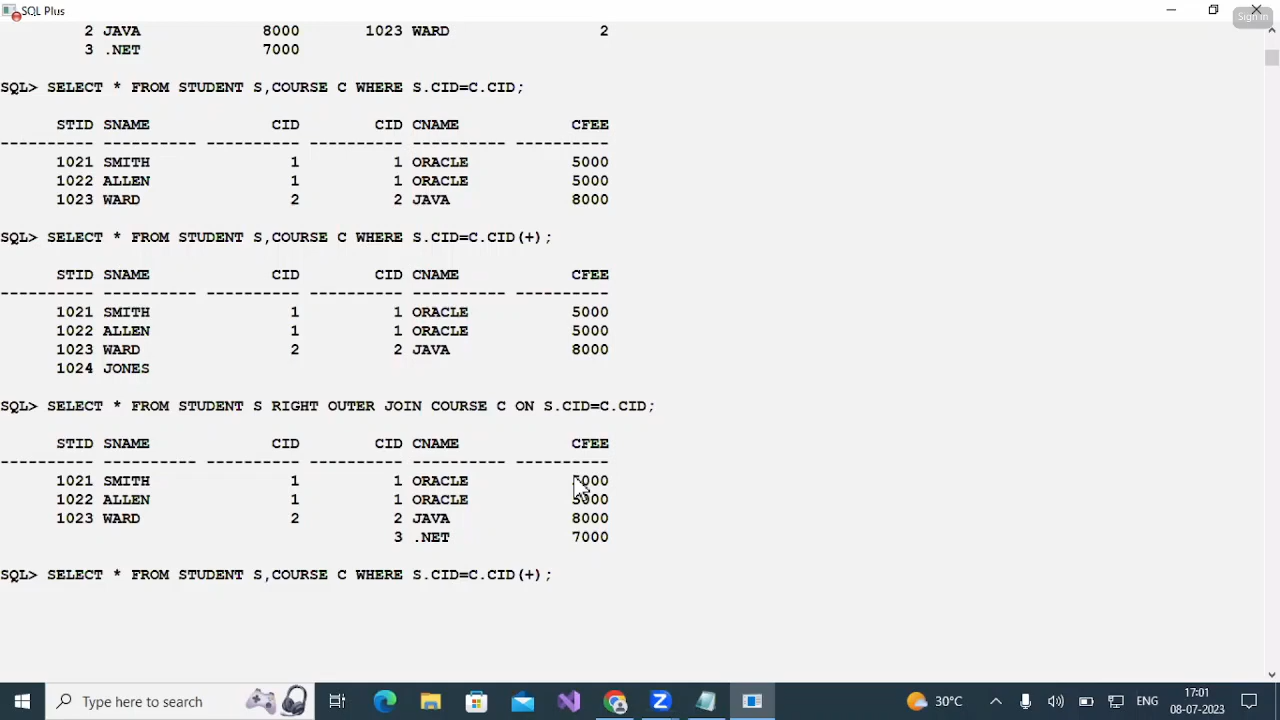 SQL Plus
Sign in
2 JAVA 8000 1023 WARD 2
3 .NET 7000
SQL> SELECT * FROM STUDENT S,COURSE C WHERE S.CID=C.CID;
STID SNAME CID CID CNAME CFEE
---------- ---------- ---------- ---------- ---------- ----------
1021 SMITH 1 1 ORACLE 5000
1022 ALLEN 1 1 ORACLE 5000
1023 WARD 2 2 JAVA 8000
SQL> SELECT * FROM STUDENT S,COURSE C WHERE S.CID=C.CID(+);
STID SNAME CID CID CNAME CFEE
---------- ---------- ---------- ---------- ---------- ----------
1021 SMITH 1 1 ORACLE 5000
1022 ALLEN 1 1 ORACLE 5000
1023 WARD 2 2 JAVA 8000
1024 JONES
SQL> SELECT * FROM STUDENT S RIGHT OUTER JOIN COURSE C ON S.CID=C.CID;
STID SNAME CID CID CNAME CFEE
---------- ---------- ---------- ---------- ---------- ----------
1021 SMITH 1 1 ORACLE 5000
1022 ALLEN 1 1 ORACLE 5000
1023 WARD 2 2 JAVA 8000
3 .NET 7000
SQL> SELECT * FROM STUDENT S,COURSE C WHERE S.CID=C.CID(+);
Type here to search
30°C
ENG
17:01
08-07-2023